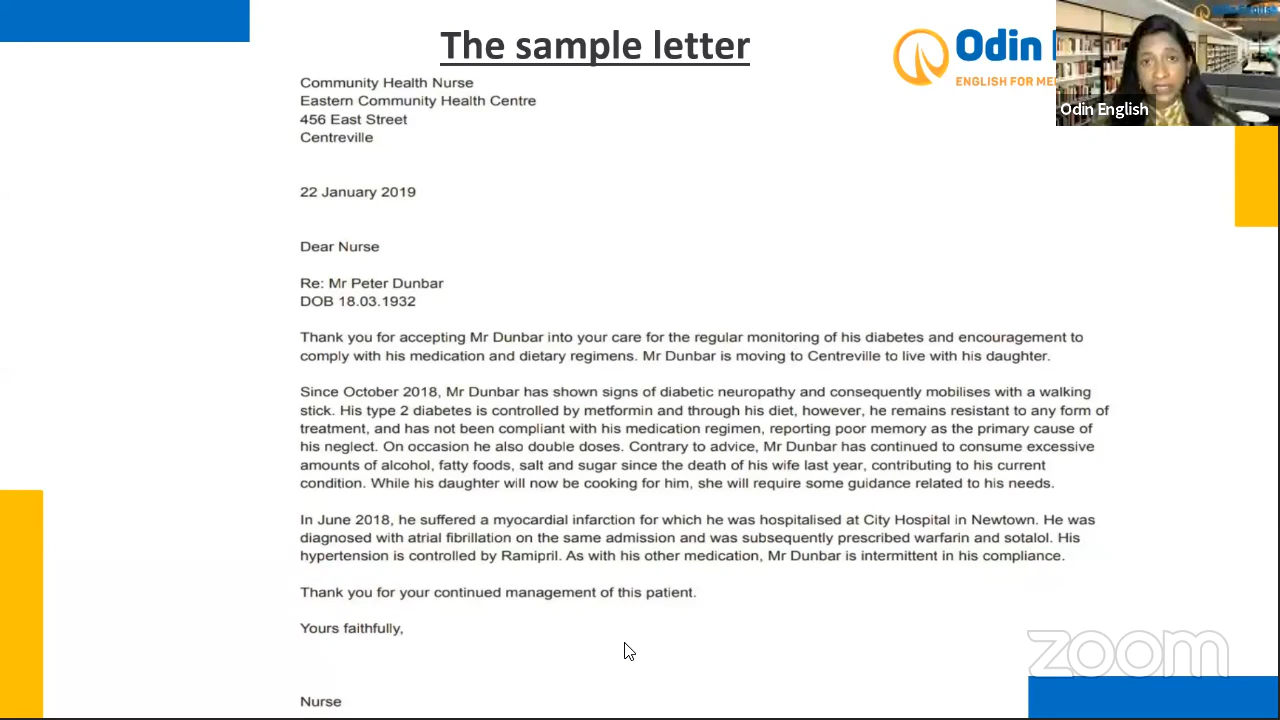 The sample letter
Odin
ENGLISH FOR
Odin English
Community Health Nurse
Eastern Community Health Centre
456 East Street
Centreville
22 January 2019
Dear Nurse
Re: Mr Peter Dunbar
DOB 18.03.1932
Thank you for accepting Mr Dunbar into your care for the regular monitoring of his diabetes and encouragement to
comply with his medication and dietary regimens. Mr Dunbar is moving to Centreville to live with his daughter.
Since October 2018, Mr Dunbar has shown signs of diabetic neuropathy and consequently mobilises with a walking
stick. His type 2 diabetes is controlled by metformin and through his diet, however, he remains resistant to any form of
treatment, and has not been compliant with his medication regimen, reporting poor memory as the primary cause of
his neglect. On occasion he also double doses. Contrary to advice, Mr Dunbar has continued to consume excessive
amounts of alcohol, fatty foods, salt and sugar since the death of his wife last year, contributing to his current
condition. While his daughter will now be cooking for him, she will require some guidance related to his needs.
In June 2018, he suffered a myocardial infarction for which he was hospitalised at City Hospital in Newtown. He was
diagnosed with atrial fibrillation on the same admission and was subsequently prescribed warfarin and sotalol. His
hypertension is controlled by Ramipril. As with his other medication, Mr Dunbar is intermittent in his compliance.
Thank you for your continued management of this patient.
Yours faithfully,
zoom
Nurse